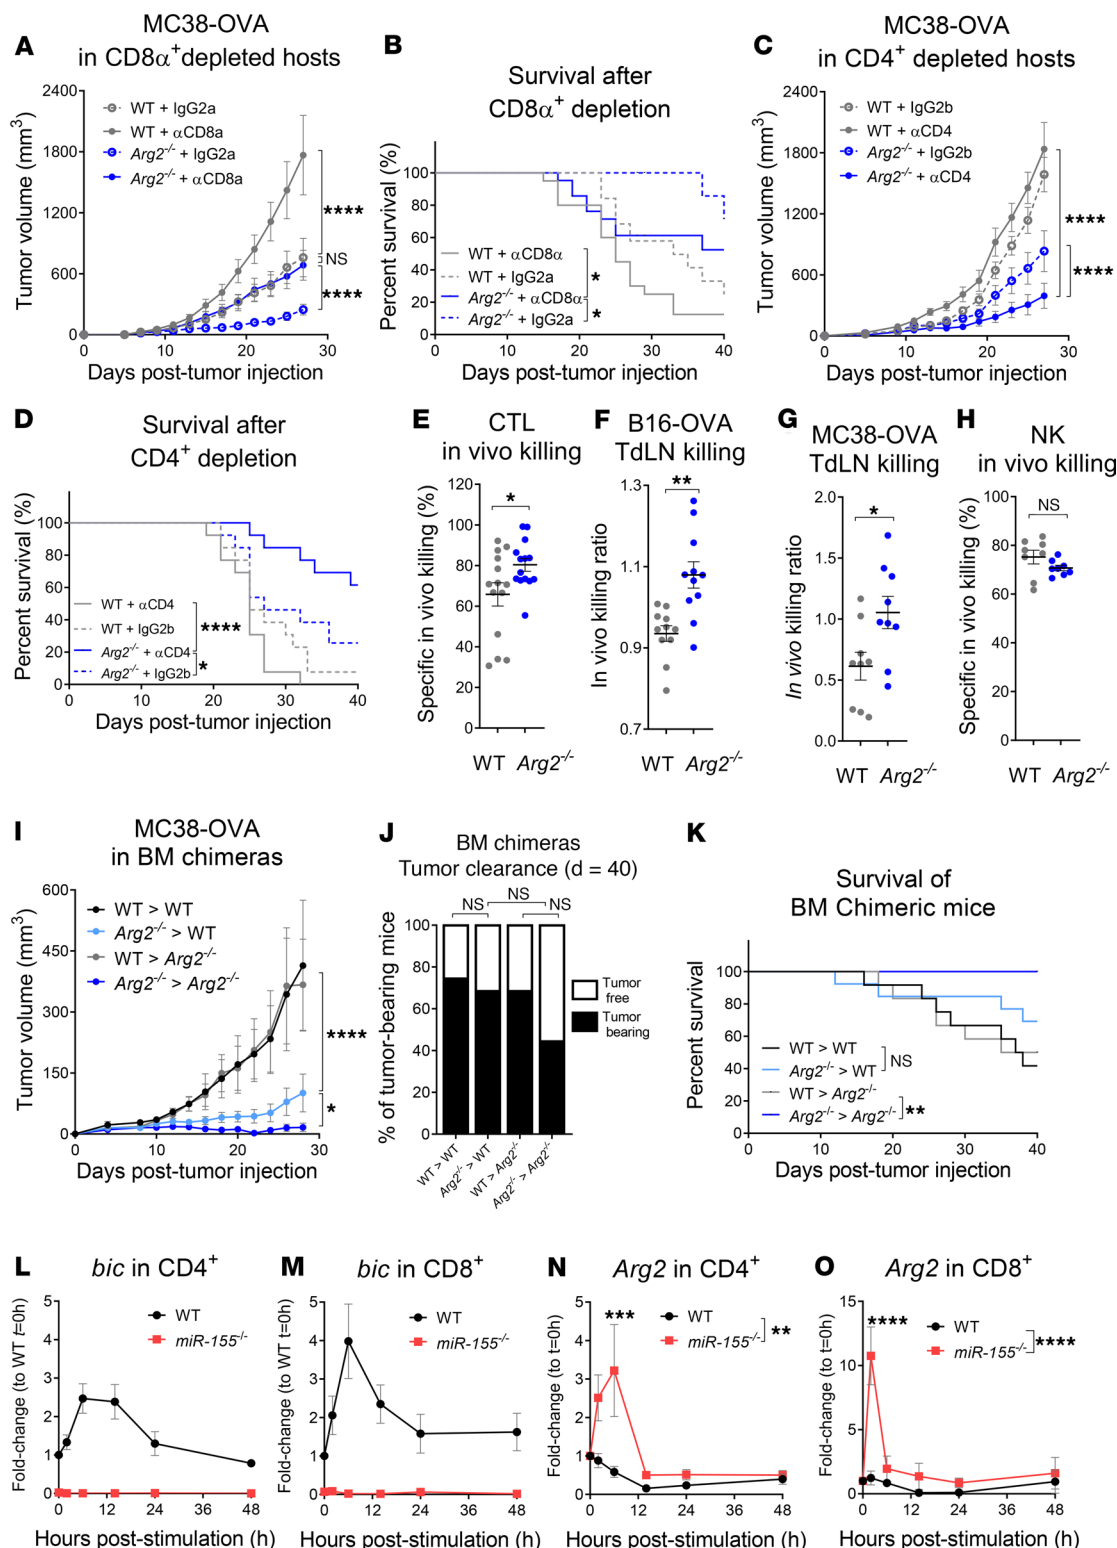 A
MC38-OVA
in CD8α+depleted hosts
Tumor volume (mm3)
2400
1800
1200
600
0
WT + IgG2a
WT + αCD8a
Arg2-/- + IgG2a
Arg2-/- + αCD8a
****
NS
****
0 10 20 30
Days post-tumor injection
B
Survival after
CD8α+ depletion
Percent survival (%)
100
80
60
40
20
0
WT + αCD8α
WT + IgG2a
Arg2-/- + αCD8α
Arg2-/- + IgG2a
*
*
0 10 20 30 40
Days post-tumor injection
C
MC38-OVA
in CD4+ depleted hosts
Tumor volume (mm3)
2400
1800
1200
600
0
WT + IgG2b
WT + αCD4
Arg2-/- + IgG2b
Arg2-/- + αCD4
****
****
0 10 20 30
Days post-tumor injection
D
Survival after
CD4+ depletion
Percent survival (%)
100
80
60
40
20
0
WT + αCD4
WT + IgG2b
Arg2-/- + αCD4
Arg2-/- + IgG2b
****
*
0 10 20 30 40
Days post-tumor injection
E
CTL
in vivo killing
Specific in vivo killing (%)
120
100
80
60
40
20
0
*
WT Arg2-/-
F
B16-OVA
TdLN killing
In vivo killing ratio
1.3
1.1
0.9
0.7
**
WT Arg2-/-
G
MC38-OVA
TdLN killing
In vivo killing ratio
2.0
1.5
1.0
0.5
0.0
*
WT Arg2-/-
H
NK
in vivo killing
Specific in vivo killing (%)
100
80
60
40
20
0
NS
WT Arg2-/-
I
MC38-OVA
in BM chimeras
Tumor volume (mm3)
600
450
300
150
0
WT > WT
Arg2-/- > WT
WT > Arg2-/-
Arg2-/- > Arg2-/-
****
*
0 10 20 30
Days post-tumor injection
J
BM chimeras
Tumor clearance (d = 40)
NS NS NS
% of tumor-bearing mice
100
80
60
40
20
0
Tumor
free
Tumor
bearing
WT > WT
Arg2-/- > WT
WT > Arg2-/-
Arg2-/- > Arg2-/-
K
Survival of
BM Chimeric mice
Percent survival
100
80
60
40
20
0
WT > WT
Arg2-/- > WT
WT > Arg2-/-
Arg2-/- > Arg2-/-
NS
**
0 10 20 30 40
Days post-tumor injection
L
bic in CD4+
Fold-change (to WT t=0h)
5
4
3
2
1
0
WT
miR-155-/-
0 12 24 36 48
Hours post-stimulation (h)
M
bic in CD8+
Fold-change (to WT t=0h)
5
4
3
2
1
0
WT
miR-155-/-
0 12 24 36 48
Hours post-stimulation (h)
N
Arg2 in CD4+
Fold-change (to t=0h)
5
4
3
2
1
0
***
WT
miR-155-/-
**
0 12 24 36 48
Hours post-stimulation (h)
O
Arg2 in CD8+
Fold-change (to t=0h)
15
10
5
0
****
WT
miR-155-/-
****
0 12 24 36 48
Hours post-stimulation (h)